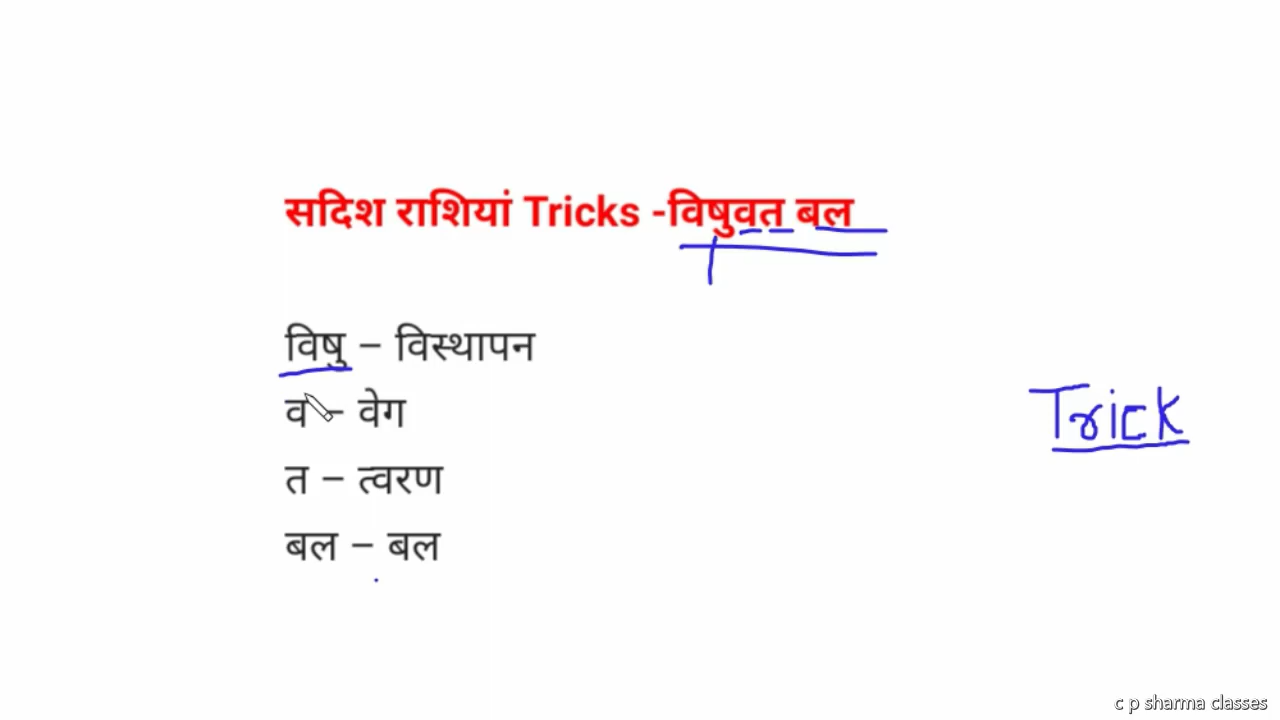 सदिश राशियां Tricks -विषुवत बल
विषु – विस्थापन
व – वेग
Trick
त – त्वरण
बल – बल
c p sharma classes